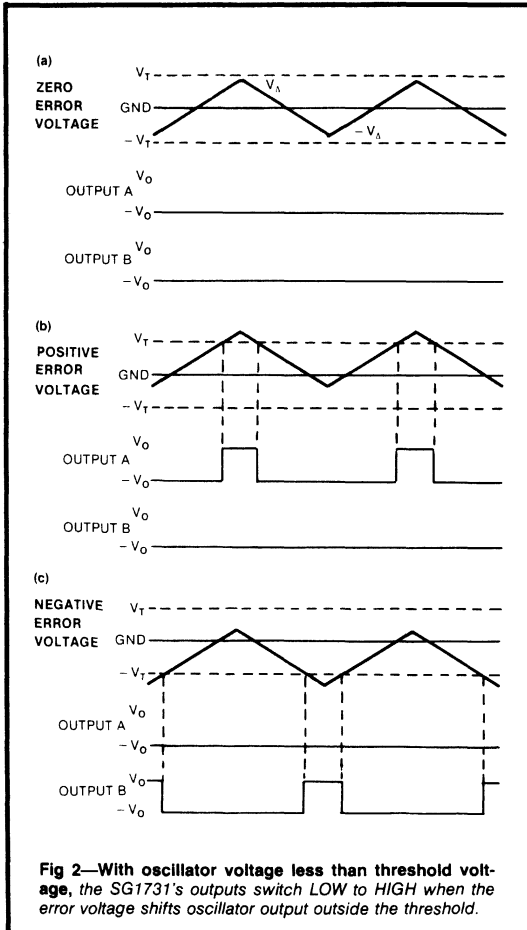 (a)
ZERO
ERROR
VOLTAGE
V_T
V_Δ
GND
– V_Δ
– V_T
V_O
OUTPUT A
– V_O
V_O
OUTPUT B
– V_O
(b)
POSITIVE
ERROR
VOLTAGE
V_T
GND
– V_T
V_O
OUTPUT A
– V_O
V_O
OUTPUT B
– V_O
(c)
NEGATIVE
ERROR
VOLTAGE
V_T
GND
– V_T
V_O
OUTPUT A
– V_O
V_O
OUTPUT B
– V_O
Fig 2—With oscillator voltage less than threshold volt-
age, the SG1731's outputs switch LOW to HIGH when the
error voltage shifts oscillator output outside the threshold.